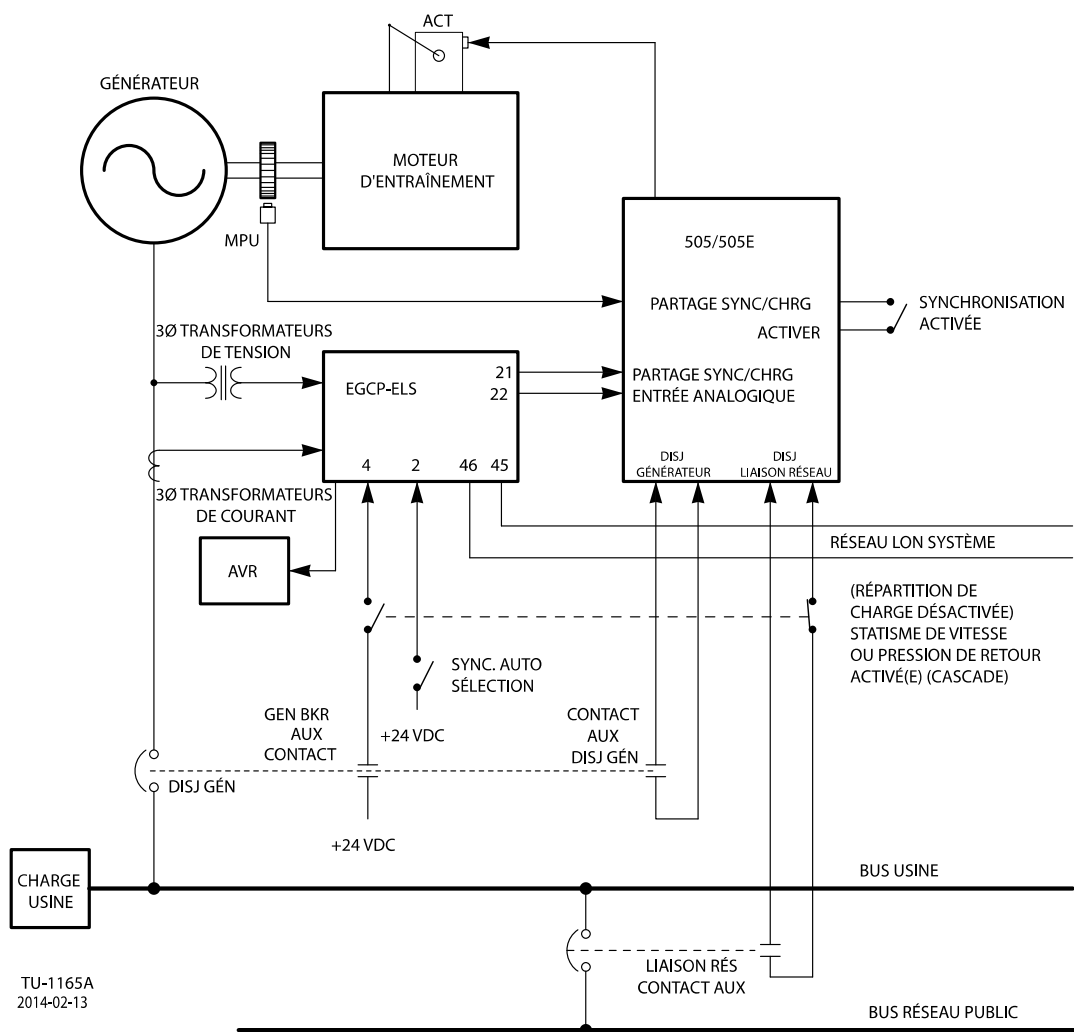 ACT
GÉNÉRATEUR
MOTEUR
D'ENTRAÎNEMENT
MPU
505/505E
PARTAGE SYNC/CHRG
ACTIVER
SYNCHRONISATION
ACTIVÉE
3Ø TRANSFORMATEURS
DE TENSION
EGCP-ELS
21
22
PARTAGE SYNC/CHRG
ENTRÉE ANALOGIQUE
4
2
46
45
DISJ
GÉNÉRATEUR
DISJ
LIAISON RÉSEAU
3Ø TRANSFORMATEURS
DE COURANT
AVR
RÉSEAU LON SYSTÈME
(RÉPARTITION DE
CHARGE DÉSACTIVÉE)
STATISME DE VITESSE
OU PRESSION DE RETOUR
ACTIVÉ(E) (CASCADE)
SYNC. AUTO
SÉLECTION
+24 VDC
GEN BKR
AUX
CONTACT
CONTACT
AUX
DISJ GÉN
DISJ GÉN
+24 VDC
CHARGE
USINE
BUS USINE
LIAISON RÉS
CONTACT AUX
TU-1165A
2014-02-13
BUS RÉSEAU PUBLIC